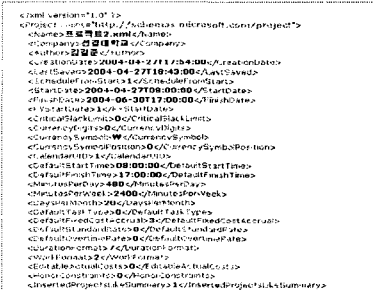 <?xml version="1.0" ?>
<Project xmlns="http://schemas.microsoft.com/project">
<Name>프로젝트2.xml</Name>
<Company>성결대학교</Company>
<Author>김길준</Author>
<CreationDate>2004-04-27T17:54:00</CreationDate>
<LastSaved>2004-04-27T18:43:00</LastSaved>
<ScheduleFromStart>1</ScheduleFromStart>
<StartDate>2004-04-27T08:00:00</StartDate>
<FinishDate>2004-06-30T17:00:00</FinishDate>
<FYStartDate>1</FYStartDate>
<CriticalSlackLimit>0</CriticalSlackLimit>
<CurrencyDigits>0</CurrencyDigits>
<CurrencySymbol>₩</CurrencySymbol>
<CurrencySymbolPosition>0</CurrencySymbolPosition>
<CalendarUID>1</CalendarUID>
<DefaultStartTime>08:00:00</DefaultStartTime>
<DefaultFinishTime>17:00:00</DefaultFinishTime>
<MinutesPerDay>480</MinutesPerDay>
<MinutesPerWeek>2400</MinutesPerWeek>
<DaysPerMonth>20</DaysPerMonth>
<DefaultTaskType>0</DefaultTaskType>
<DefaultFixedCostAccrual>3</DefaultFixedCostAccrual>
<DefaultStandardRate>0</DefaultStandardRate>
<DefaultOvertimeRate>0</DefaultOvertimeRate>
<DurationFormat>7</DurationFormat>
<WorkFormat>2</WorkFormat>
<EditableActualCosts>0</EditableActualCosts>
<HonorConstraints>0</HonorConstraints>
<InsertedProjectsLikeSummary>1</InsertedProjectsLikeSummary>